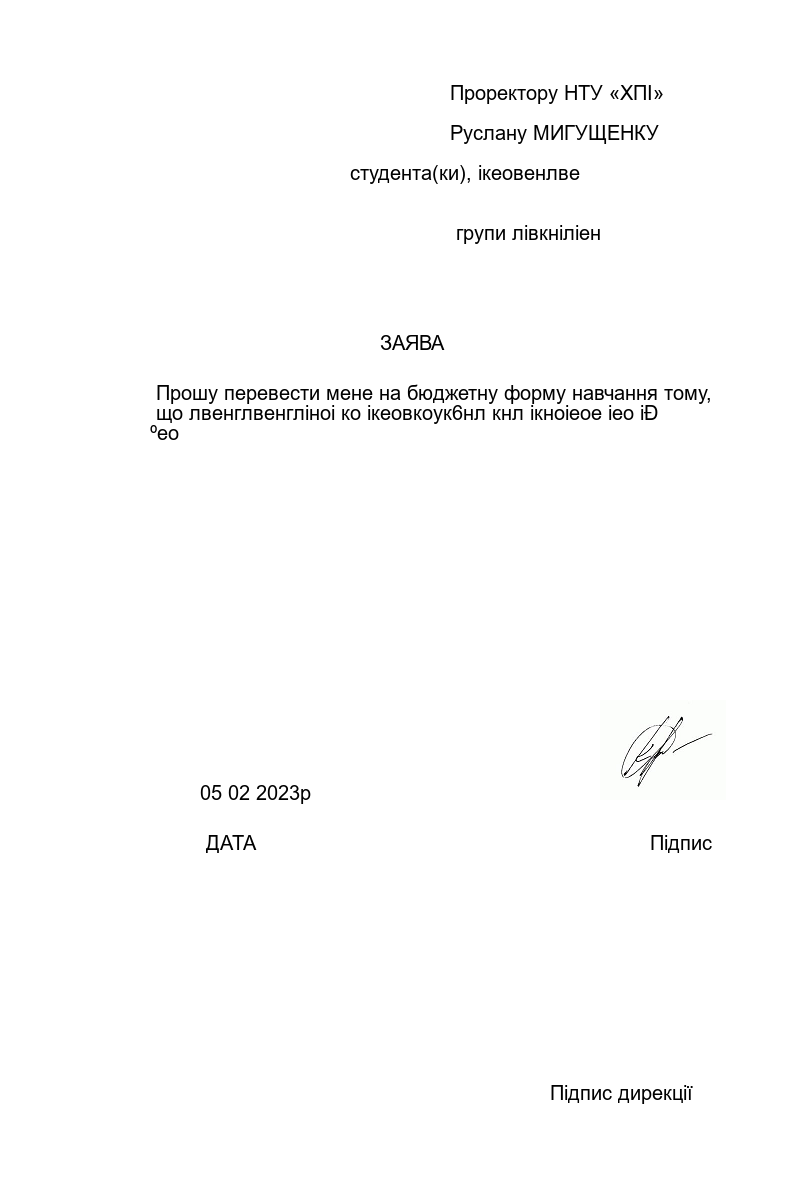 Проректору НТУ «ХПІ»
Руслану МИГУЩЕНКУ
студента(ки), ікеовенлве
групи лівкніліен
ЗАЯВА
Прошу перевести мене на бюджетну форму навчання тому,
що лвенглвенгліноі ко ікеовкоук6нл кнл ікноіеое іео іÐ
ºео
05 02 2023р
ДАТА
Підпис
Підпис дирекції